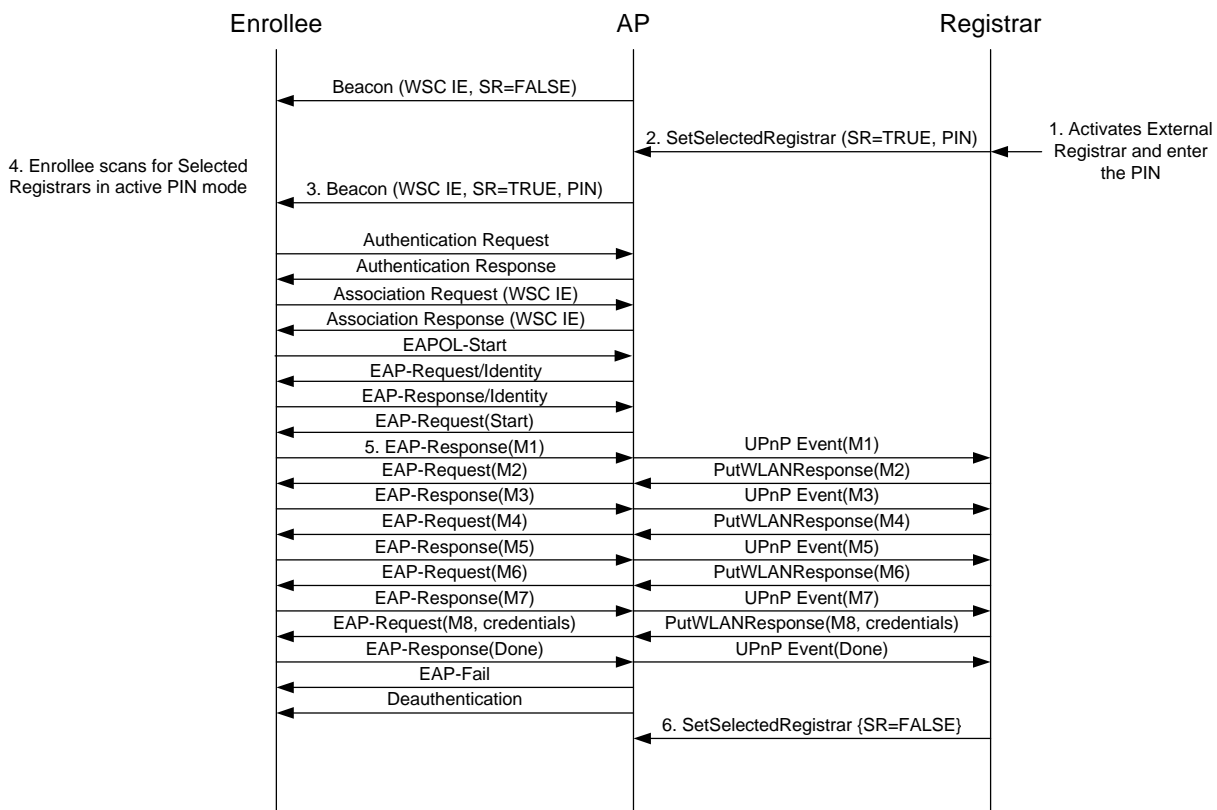 Enrollee
AP
Registrar
Beacon (WSC IE, SR=FALSE)
1. Activates External
Registrar and enter
the PIN
2. SetSelectedRegistrar (SR=TRUE, PIN)
4. Enrollee scans for Selected
Registrars in active PIN mode
3. Beacon (WSC IE, SR=TRUE, PIN)
Authentication Request
Authentication Response
Association Request (WSC IE)
Association Response (WSC IE)
EAPOL-Start
EAP-Request/Identity
EAP-Response/Identity
EAP-Request(Start)
5. EAP-Response(M1)
UPnP Event(M1)
EAP-Request(M2)
PutWLANResponse(M2)
EAP-Response(M3)
UPnP Event(M3)
EAP-Request(M4)
PutWLANResponse(M4)
EAP-Response(M5)
UPnP Event(M5)
EAP-Request(M6)
PutWLANResponse(M6)
EAP-Response(M7)
UPnP Event(M7)
EAP-Request(M8, credentials)
PutWLANResponse(M8, credentials)
EAP-Response(Done)
UPnP Event(Done)
EAP-Fail
Deauthentication
6. SetSelectedRegistrar {SR=FALSE}